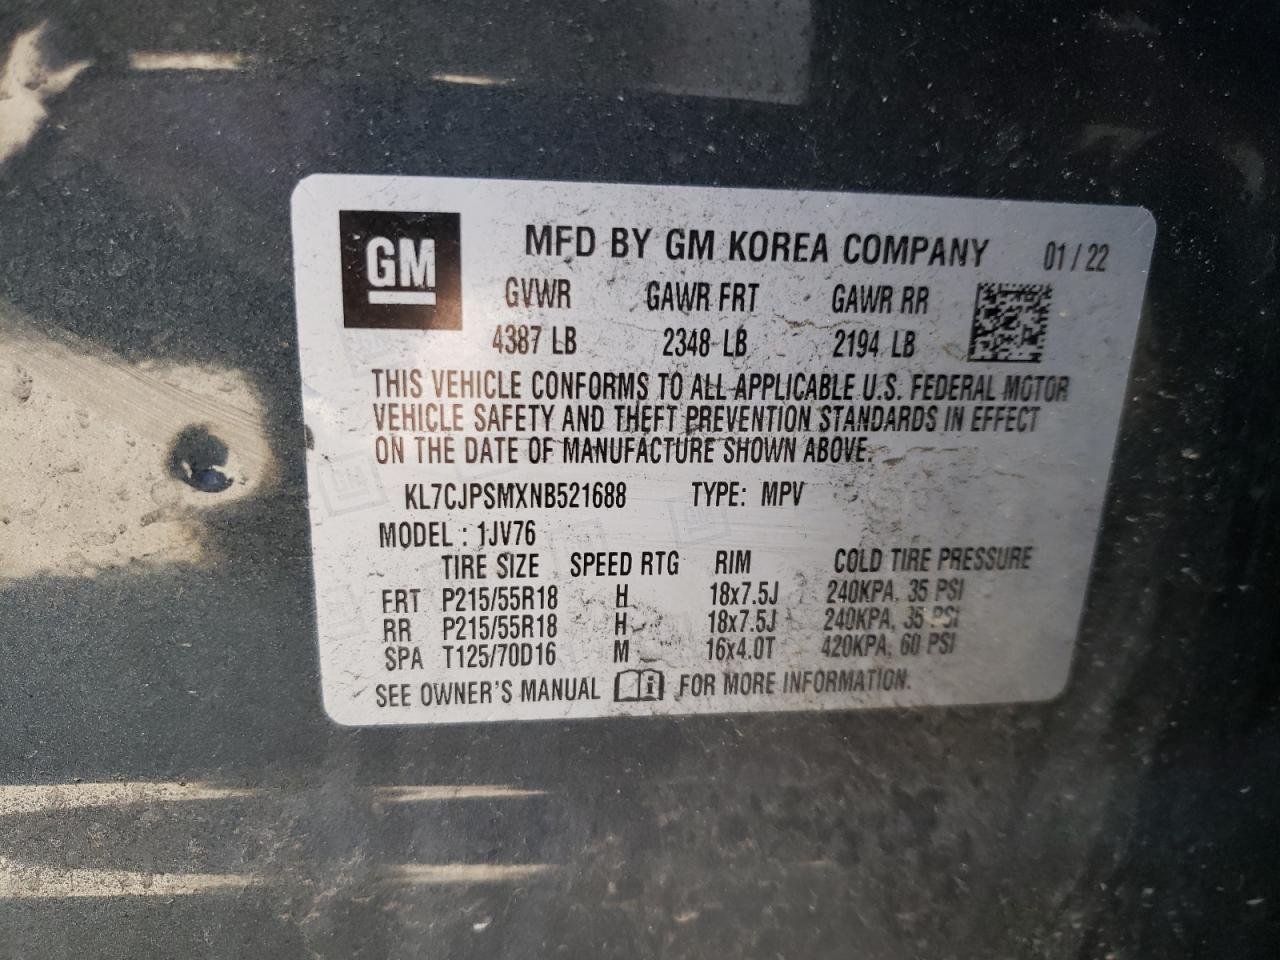 GM
MFD BY GM KOREA COMPANY 01/22
GVWR GAWR FRT GAWR RR
4387 LB 2348 LB 2194 LB
THIS VEHICLE CONFORMS TO ALL APPLICABLE U.S. FEDERAL MOTOR
VEHICLE SAFETY AND THEFT PREVENTION STANDARDS IN EFFECT
ON THE DATE OF MANUFACTURE SHOWN ABOVE.
KL7CJPSMXNB521688 TYPE: MPV
MODEL : 1JV76
TIRE SIZE SPEED RTG RIM COLD TIRE PRESSURE
FRT P215/55R18 H 18x7.5J 240KPA, 35 PSI
RR P215/55R18 H 18x7.5J 240KPA, 35 PSI
SPA T125/70D16 M 16x4.0T 420KPA, 60 PSI
SEE OWNER'S MANUAL i FOR MORE INFORMATION.